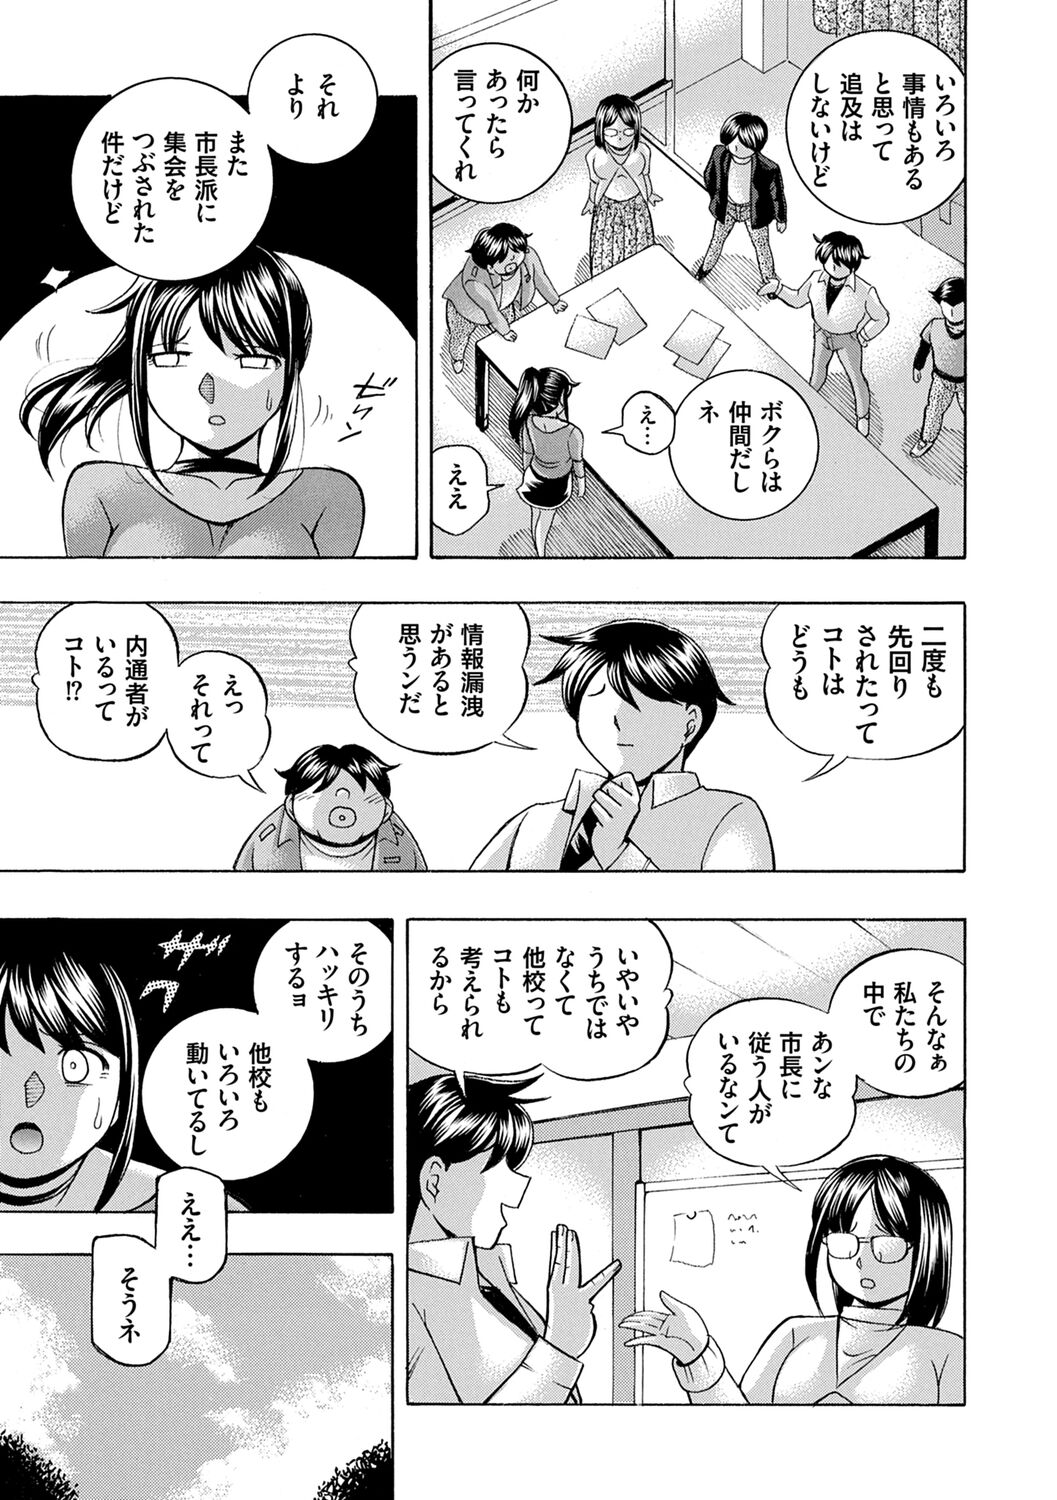 いろいろ
事情もある
と思って
追及は
しないけど
何か
あったら
言ってくれ
ボクらは
仲間だし
ネ
え…
ええ
それ
より
また
市長派に
集会を
つぶされた
件だけど
ギクッ
二度も
先回り
されたって
コトは
どうも
情報漏洩
があると
思うンだ
えっ
それって
内通者が
いるって
コト!?
そんなぁ
私たちの
中で
あンな
市長に
従う人が
いるなンて
いやいや
うちでは
なくて
他校って
コトも
考えられ
るから
そのうち
ハッキリ
するョ
他校も
いろいろ
動いてるし
ええ…
そうネ